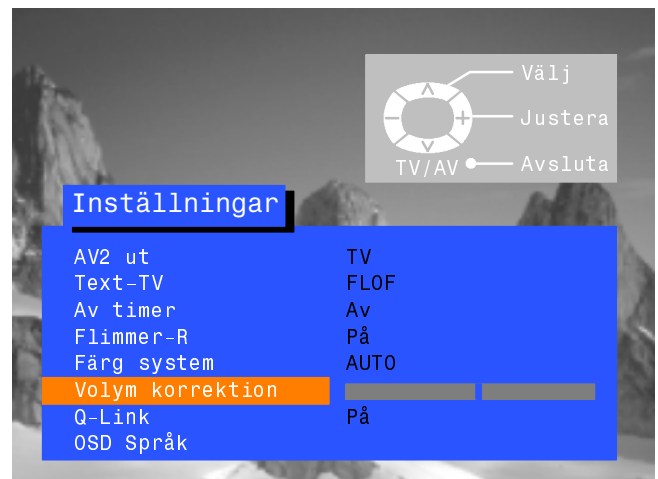 Välj
Justera
TV/AV Avsluta
Inställningar
AV2 ut TV
Text-TV FLOF
Av timer Av
Flimmer-R På
Färg system AUTO
Volym korrektion
Q-Link På
OSD Språk